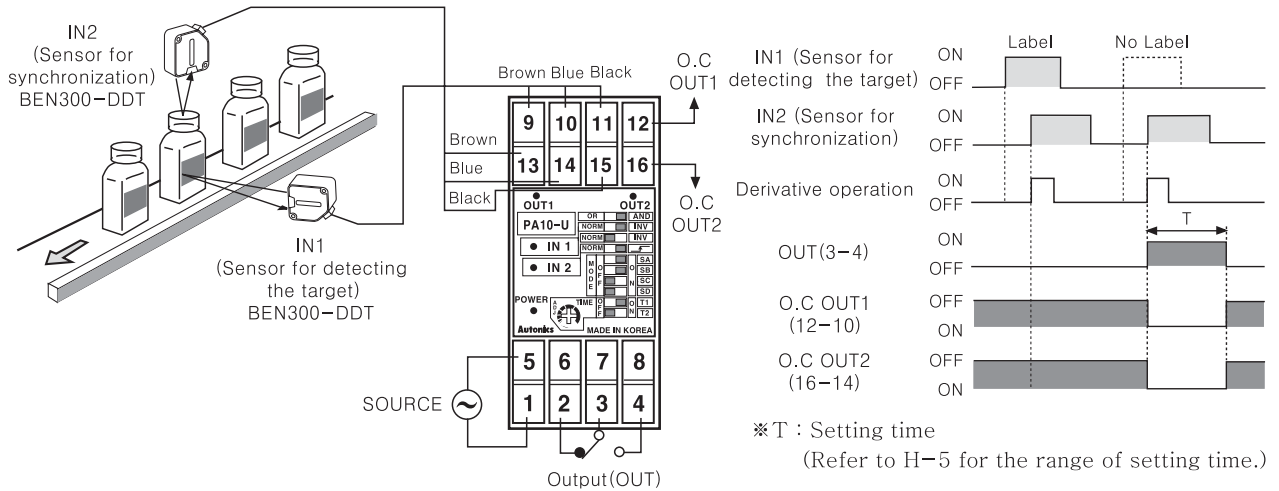 IN2
(Sensor for
synchronization)
BEN300-DDT
IN1
(Sensor for detecting
the target)
BEN300-DDT
Brown Blue Black
O.C
OUT1
9 10 11 12
13 14 15 16
Brown
Blue
Black
O.C
OUT2
OUT1 OUT2
PA10-U
OR AND
NORM INV
NORM INV
NORM
IN 1
IN 2
MODE OFF ON
SA
SB
SC
SD
POWER
ADJ TIME OFF ON
T1
T2
Autonics MADE IN KOREA
5 6 7 8
1 2 3 4
SOURCE
Output(OUT)
Label No Label
IN1 (Sensor for
detecting the target)
ON
OFF
IN2 (Sensor for
synchronization)
ON
OFF
Derivative operation
ON
OFF
T
OUT(3-4)
ON
OFF
O.C OUT1
(12-10)
OFF
ON
O.C OUT2
(16-14)
OFF
ON
※T : Setting time
(Refer to H-5 for the range of setting time.)